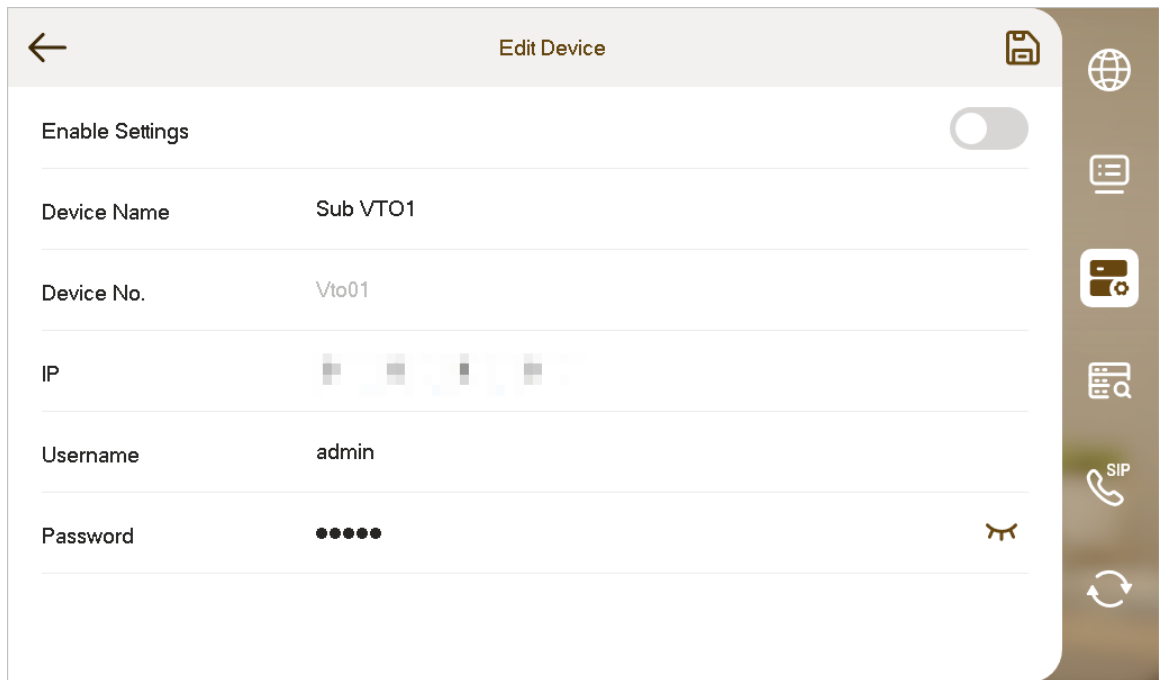 Edit Device
Enable Settings
Device Name Sub VTO1
Device No. Vto01
IP
Username admin
Password •••••
SIP